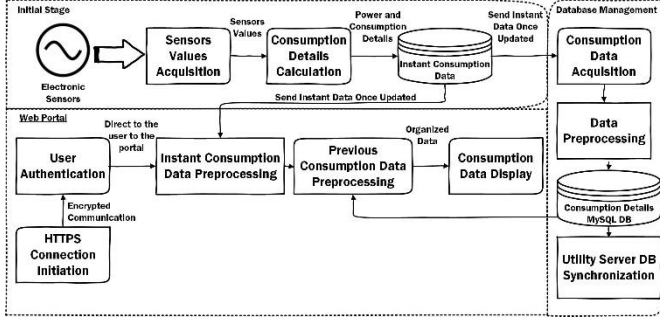 Initial Stage
Electronic
Sensors
Sensors
Values
Acquisition
Sensors
Values
Consumption
Details
Calculation
Power and
Consumption
Details
Instant Consumption
Data
Send Instant
Data Once
Updated
Send Instant Data Once Updated
Database Management
Consumption
Data
Acquisition
Data
Preprocessing
Consumption Details
MySQL DB
Utility Server DB
Synchronization
Web Portal
User
Authentication
Direct to the
user to the
portal
Encrypted
Communication
HTTPS
Connection
Initiation
Instant Consumption
Data Preprocessing
Previous
Consumption Data
Preprocessing
Organized
Data
Consumption
Data Display